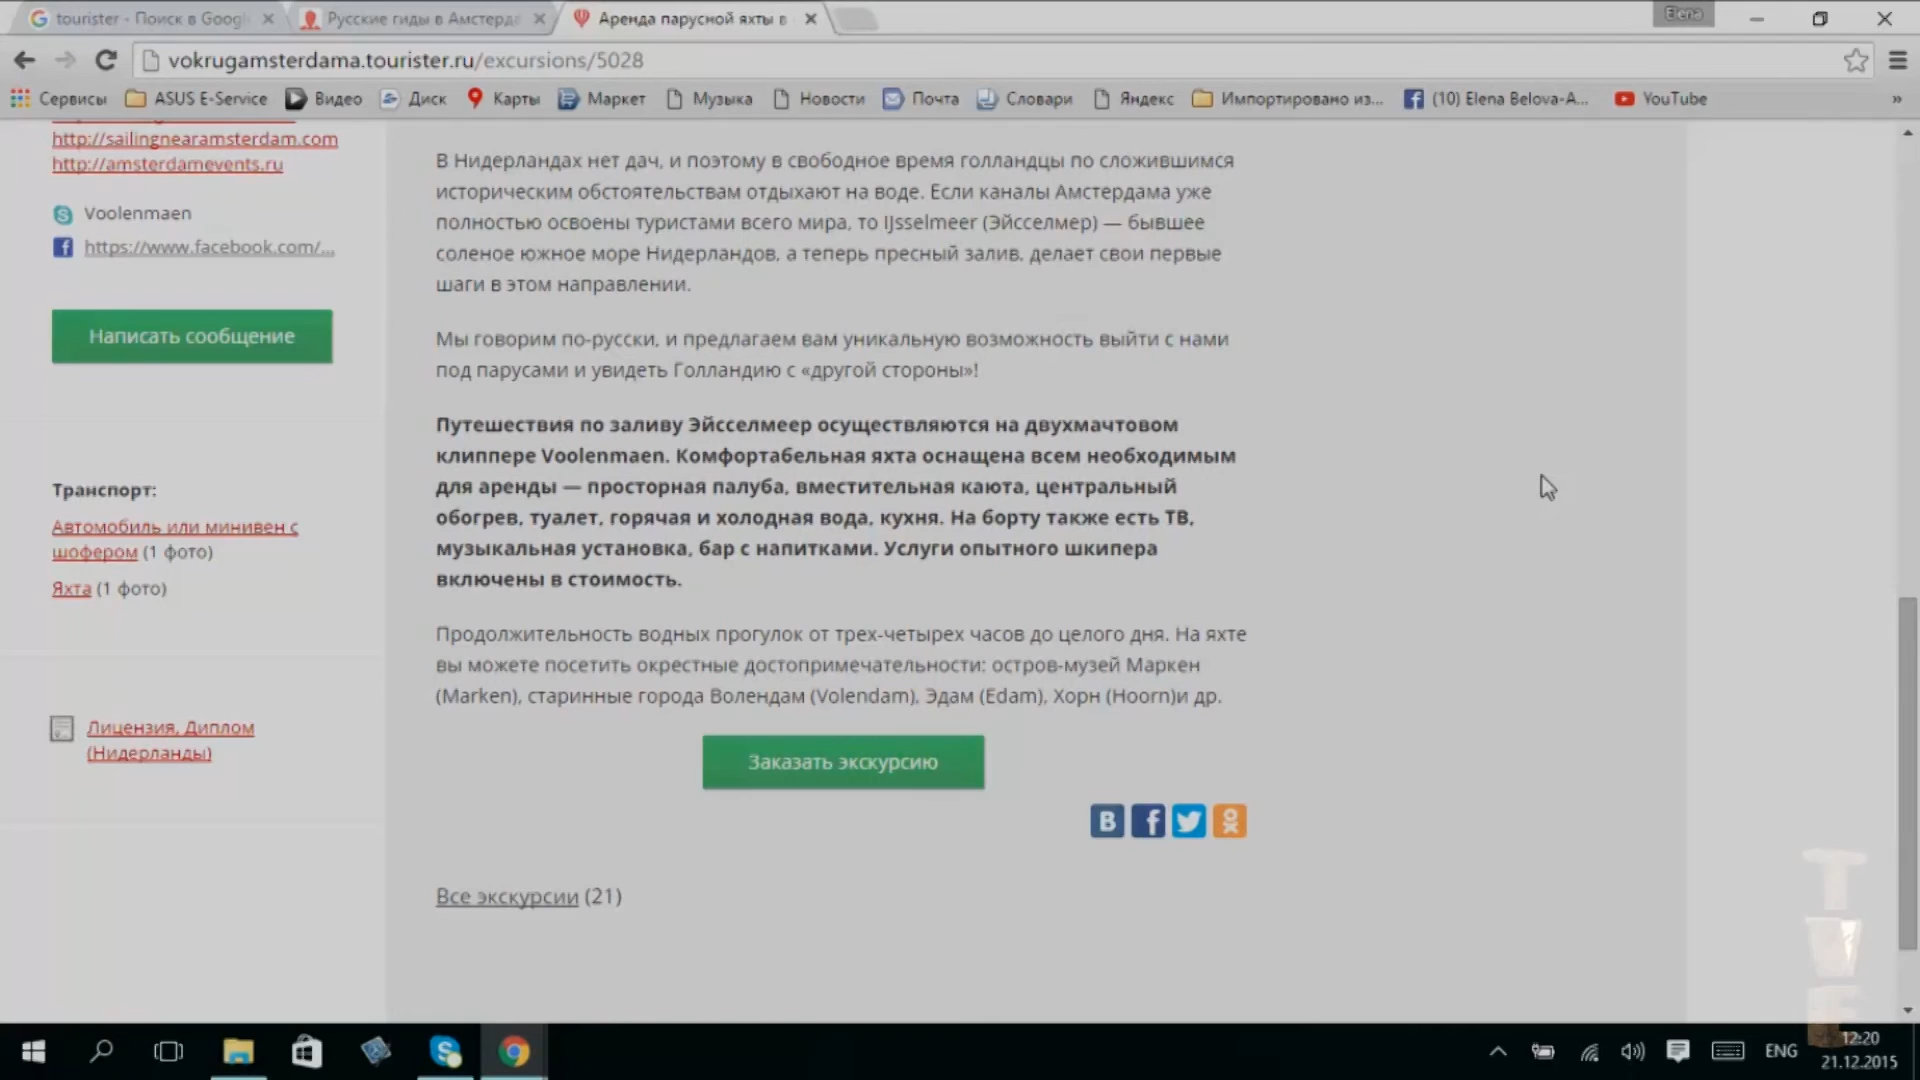 tourister - Поиск в Googl
Русские гиды в Амстерда
Аренда парусной яхты в
Elena
vokrugamsterdama.tourister.ru/excursions/5028
Сервисы
ASUS E-Service
Видео
Диск
Карты
Маркет
Музыка
Новости
Почта
Словари
Яндекс
Импортировано из...
(10) Elena Belova-A...
YouTube
»
http://sailingnearamsterdam.com
http://amsterdamevents.ru
Voolenmaen
https://www.facebook.com/...
Написать сообщение
Транспорт:
Автомобиль или минивен с
шофером (1 фото)
Яхта (1 фото)
Лицензия, Диплом
(Нидерланды)
В Нидерландах нет дач, и поэтому в свободное время голландцы по сложившимся
историческим обстоятельствам отдыхают на воде. Если каналы Амстердама уже
полностью освоены туристами всего мира, то IJsselmeer (Эйсселмер) — бывшее
соленое южное море Нидерландов, а теперь пресный залив, делает свои первые
шаги в этом направлении.
Мы говорим по-русски, и предлагаем вам уникальную возможность выйти с нами
под парусами и увидеть Голландию с «другой стороны»!
Путешествия по заливу Эйсселмеер осуществляются на двухмачтовом
клиппере Voolenmaen. Комфортабельная яхта оснащена всем необходимым
для аренды — просторная палуба, вместительная каюта, центральный
обогрев, туалет, горячая и холодная вода, кухня. На борту также есть ТВ,
музыкальная установка, бар с напитками. Услуги опытного шкипера
включены в стоимость.
Продолжительность водных прогулок от трех-четырех часов до целого дня. На яхте
вы можете посетить окрестные достопримечательности: остров-музей Маркен
(Marken), старинные города Волендам (Volendam), Эдам (Edam), Хорн (Hoorn)и др.
Заказать экскурсию
Все экскурсии (21)
ENG
12:20
21.12.2015